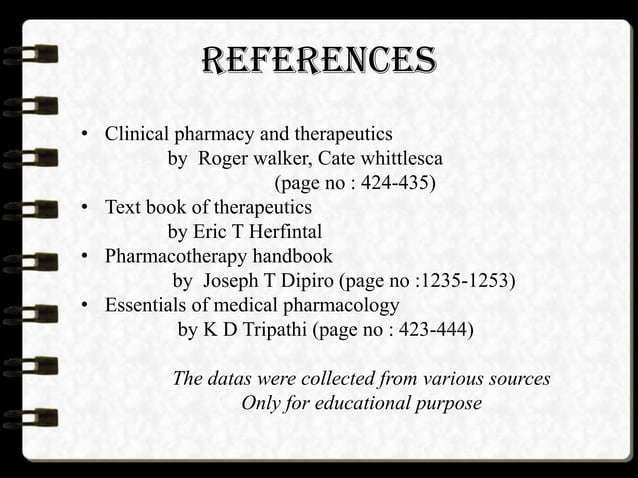 REFERENCES
• Clinical pharmacy and therapeutics
by Roger walker, Cate whittlesca
(page no : 424-435)
• Text book of therapeutics
by Eric T Herfintal
• Pharmacotherapy handbook
by Joseph T Dipiro (page no :1235-1253)
• Essentials of medical pharmacology
by K D Tripathi (page no : 423-444)
The datas were collected from various sources
Only for educational purpose